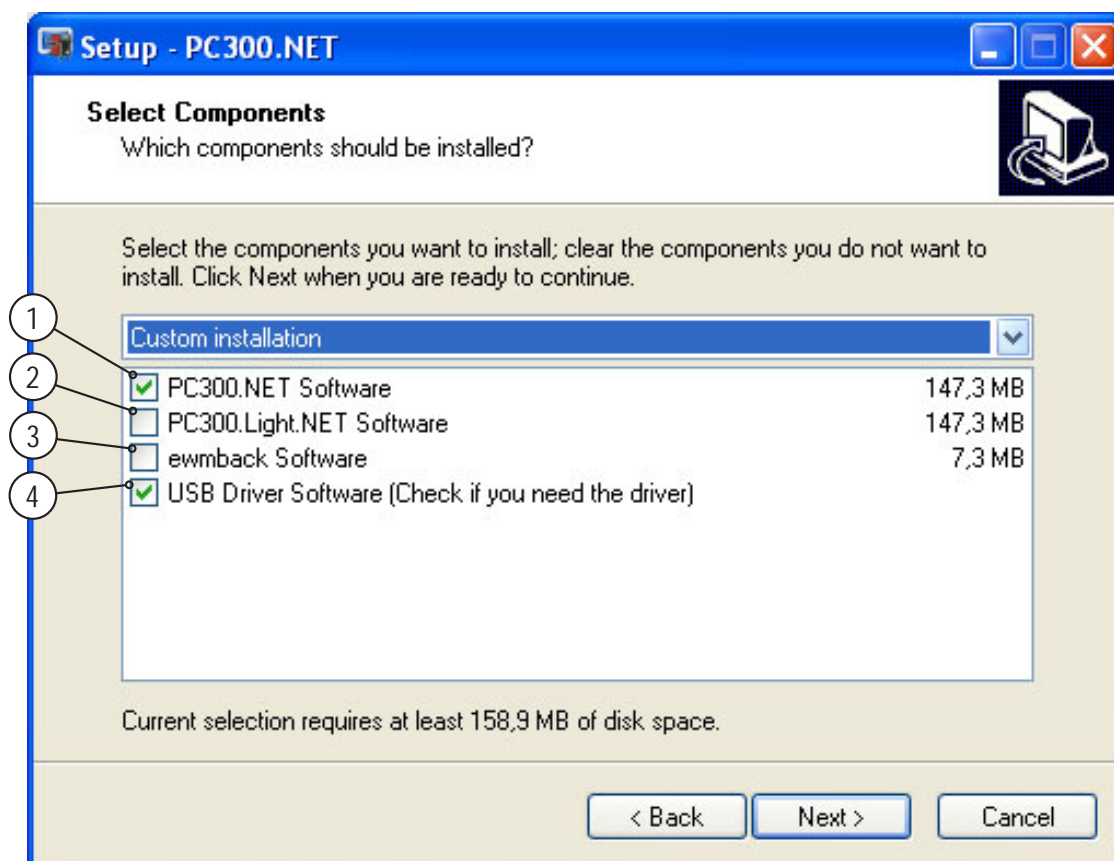 Setup - PC300.NET
Select Components
Which components should be installed?
Select the components you want to install; clear the components you do not want to
install. Click Next when you are ready to continue.
1
Custom installation
2
PC300.NET Software 147,3 MB
PC300.Light.NET Software 147,3 MB
3
ewmback Software 7,3 MB
4
USB Driver Software (Check if you need the driver)
Current selection requires at least 158,9 MB of disk space.
< Back Next > Cancel